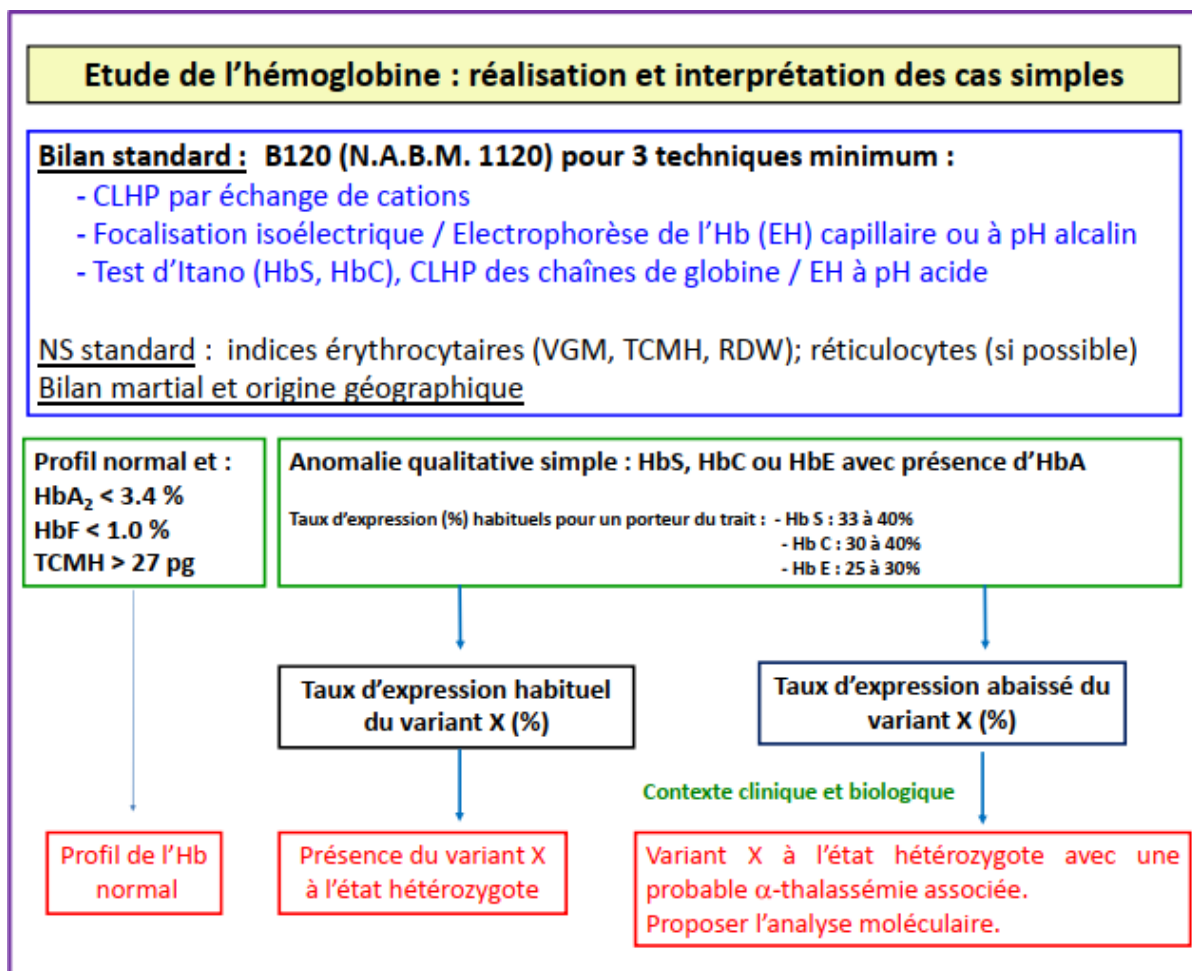 Etude de l’hémoglobine : réalisation et interprétation des cas simples
Bilan standard : B120 (N.A.B.M. 1120) pour 3 techniques minimum :
- CLHP par échange de cations
- Focalisation isoélectrique / Electrophorèse de l’Hb (EH) capillaire ou à pH alcalin
- Test d’Itano (HbS, HbC), CLHP des chaînes de globine / EH à pH acide
NS standard : indices érythrocytaires (VGM, TCMH, RDW); réticulocytes (si possible)
Bilan martial et origine géographique
Profil normal et :
HbA₂ < 3.4 %
HbF < 1.0 %
TCMH > 27 pg
Anomalie qualitative simple : HbS, HbC ou HbE avec présence d’HbA
Taux d’expression (%) habituels pour un porteur du trait : - Hb S : 33 à 40%
- Hb C : 30 à 40%
- Hb E : 25 à 30%
Taux d’expression habituel
du variant X (%)
Taux d’expression abaissé du
variant X (%)
Contexte clinique et biologique
Profil de l’Hb
normal
Présence du variant X
à l’état hétérozygote
Variant X à l’état hétérozygote avec une
probable α-thalassémie associée.
Proposer l’analyse moléculaire.